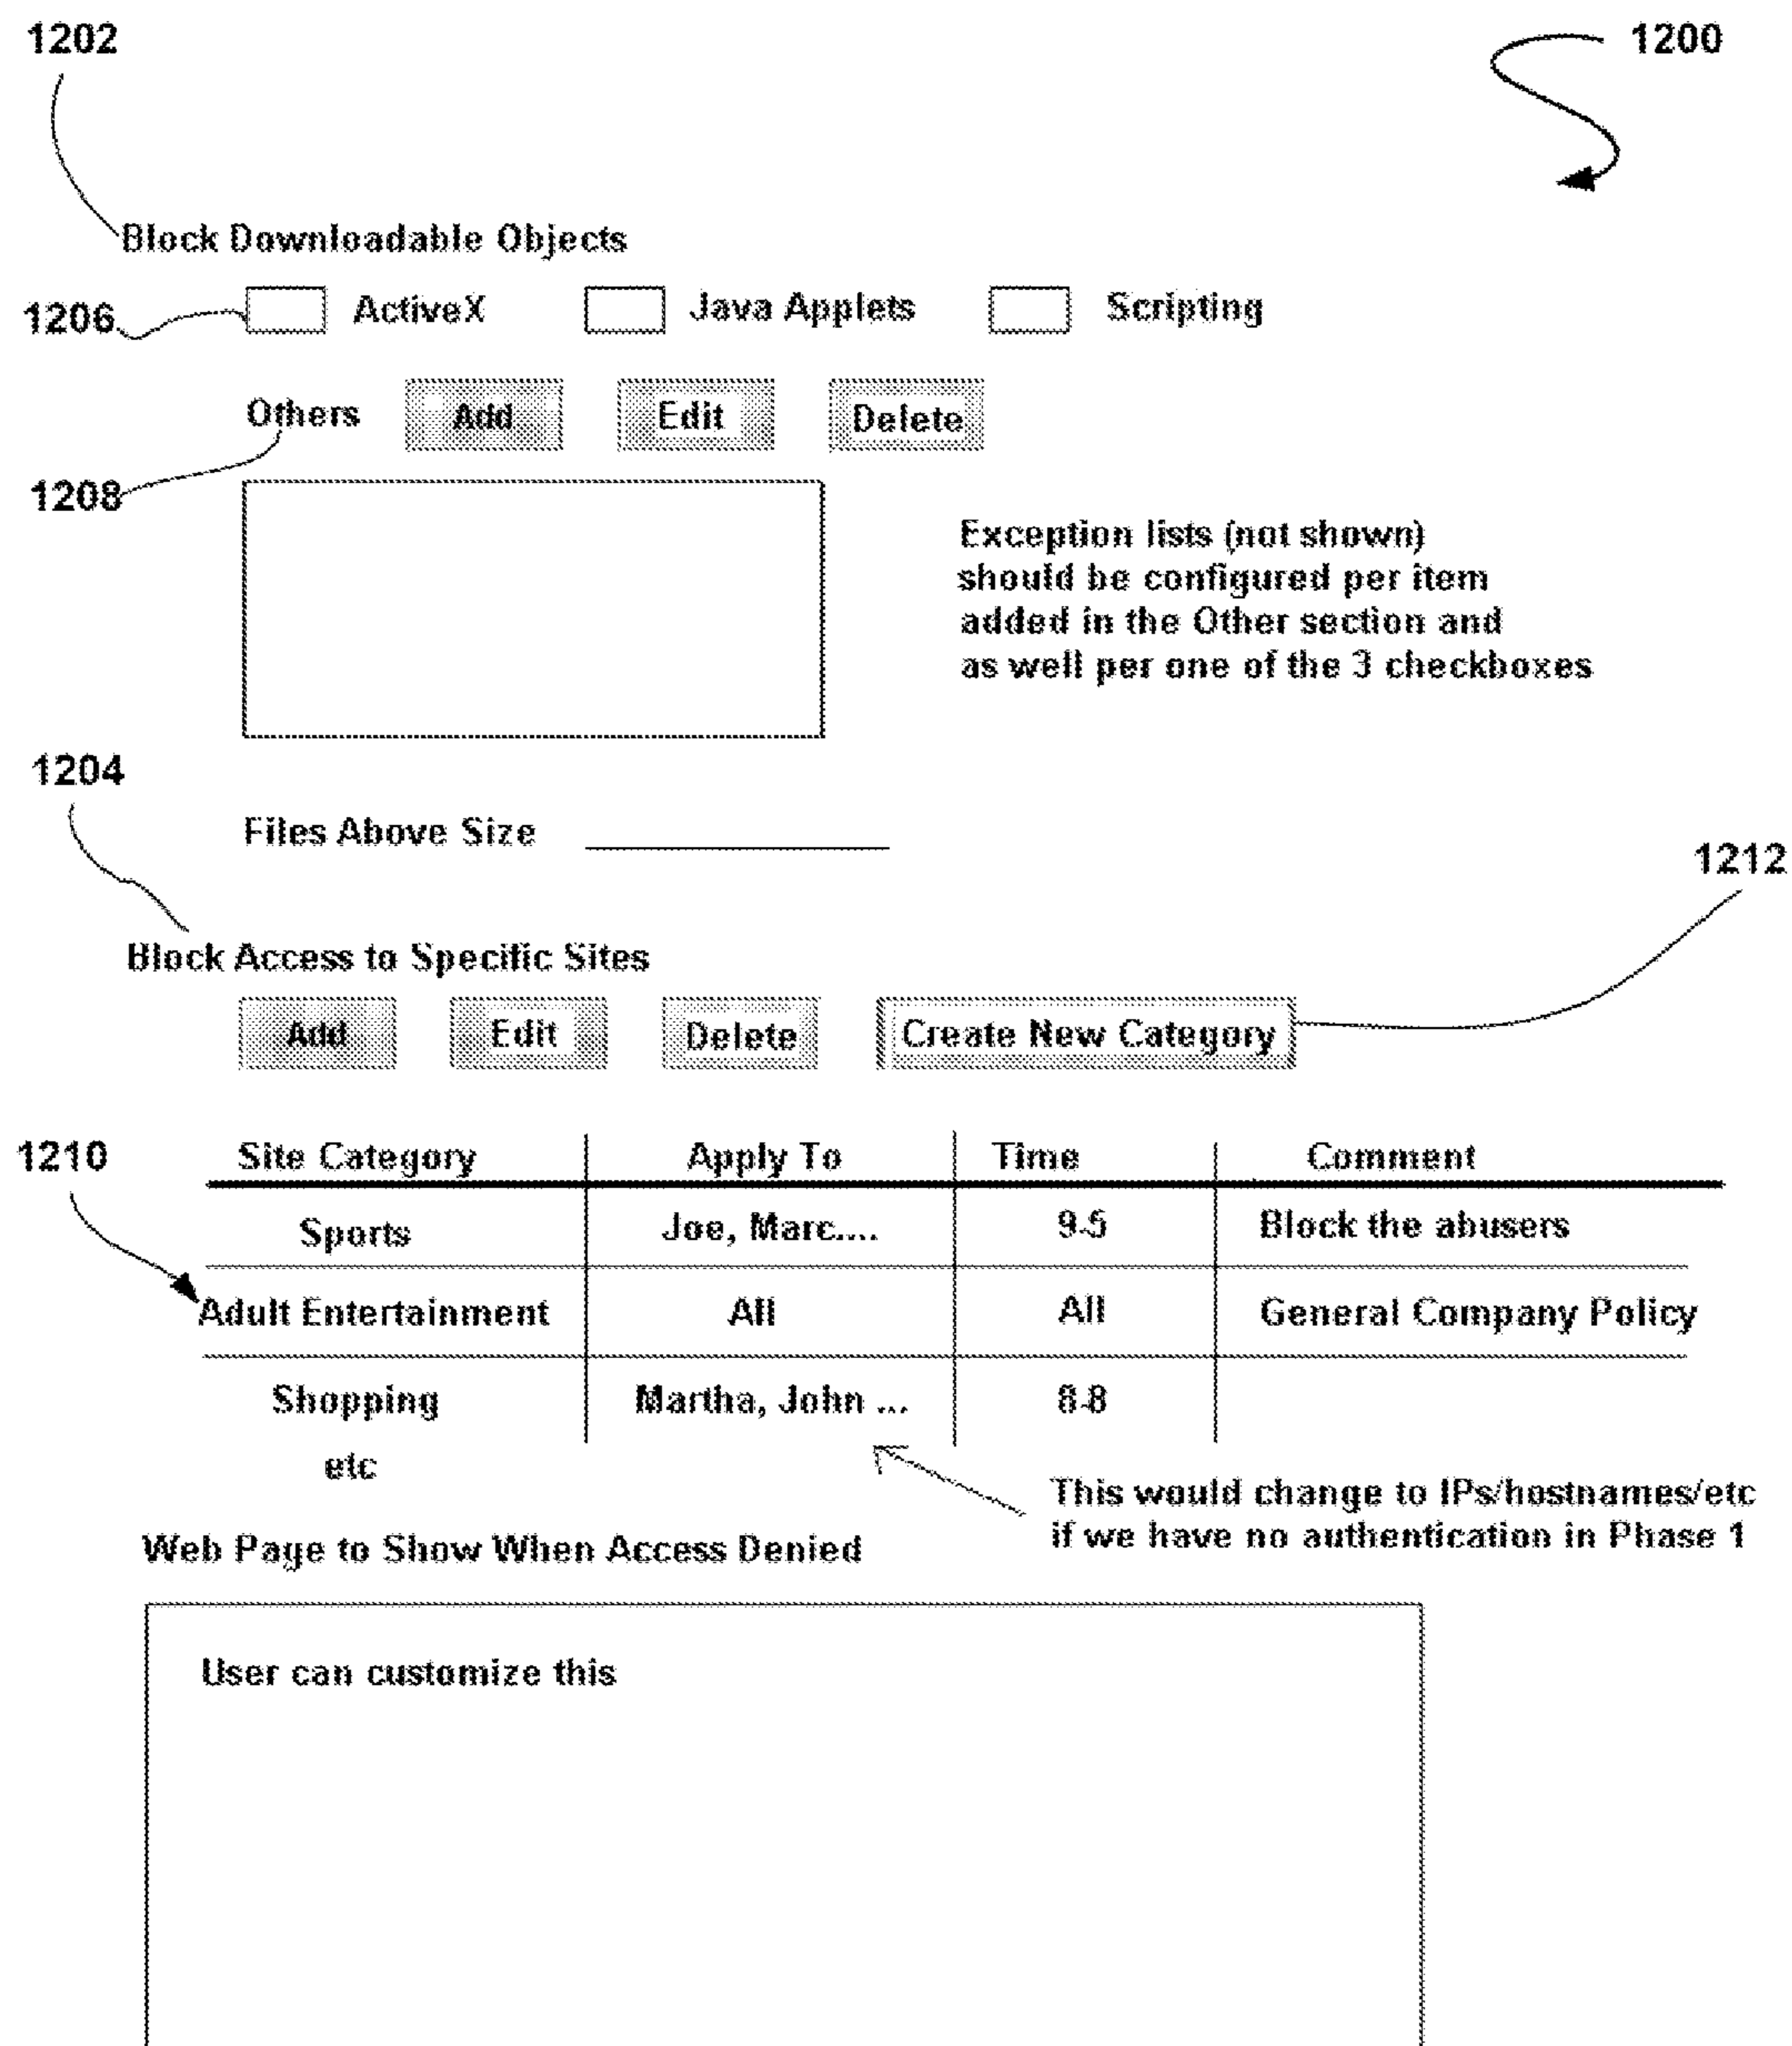 1202
1200
Block Downloadable Objects
1206
ActiveX Java Applets Scripting
Others Add Edit Delete
1208
Exception lists (not shown)
should be configured per item
added in the Other section and
as well per one of the 3 checkboxes
1204
Files Above Size
1212
Block Access to Specific Sites
Add Edit Delete Create New Category
1210
Site Category Apply To Time Comment
Sports Joe, Marc.... 9-5 Block the abusers
Adult Entertainment All All General Company Policy
Shopping Martha, John ... 8-8
etc
This would change to IPs/hostnames/etc
if we have no authentication in Phase 1
Web Page to Show When Access Denied
User can customize this